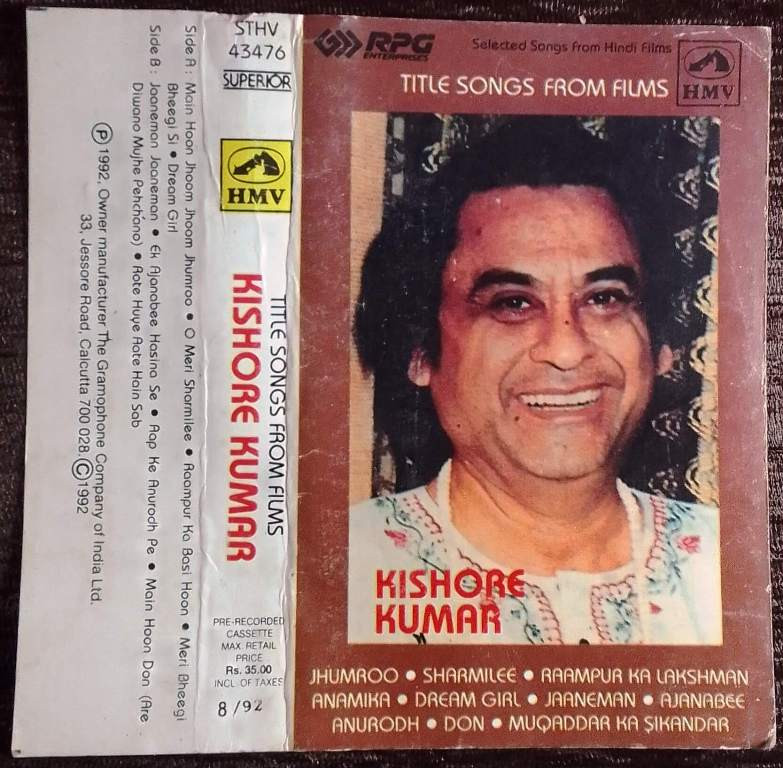 Side A : Main Hoon Jhoom Jhoom Jhumroo • O Meri Sharmilee • Raampur Ka Basi Hoon • Meri Bheegi
Bheegi Si • Dream Girl
Side B : Jaaneman Jaaneman • Ek Ajanabee Hasina Se • Aap Ke Anurodh Pe • Main Hoon Don (Are
Diwano Mujhe Pehchano) • Rote Huye Aate Hain Sab
Ⓟ 1992, Owner manufacturer The Gramophone Company of India Ltd.
33, Jessore Road, Calcutta 700 028. © 1992
STHV
43476
SUPERIOR
HMV
TITLE SONGS FROM FILMS
KISHORE KUMAR
PRE-RECORDED
CASSETTE
MAX. RETAIL
PRICE
Rs. 35.00
INCL. OF TAXES
8/92
RPG
ENTERPRISES
Selected Songs from Hindi Films
HMV
TITLE SONGS FROM FILMS
KISHORE
KUMAR
JHUMROO • SHARMILEE • RAAMPUR KA LAKSHMAN
ANAMIKA • DREAM GIRL • JAANEMAN • AJANABEE
ANURODH • DON • MUQADDAR KA SIKANDAR